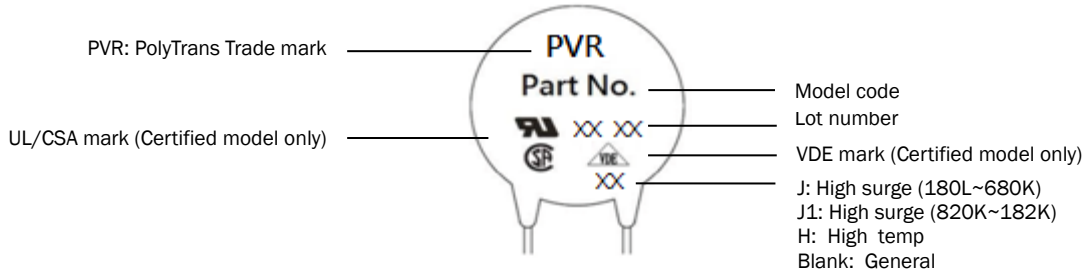 PVR: PolyTrans Trade mark
PVR
Part No.
Model code
XX XX
Lot number
UL/CSA mark (Certified model only)
SA
VDE
VDE mark (Certified model only)
XX
J: High surge (180L~680K)
J1: High surge (820K~182K)
H: High temp
Blank: General